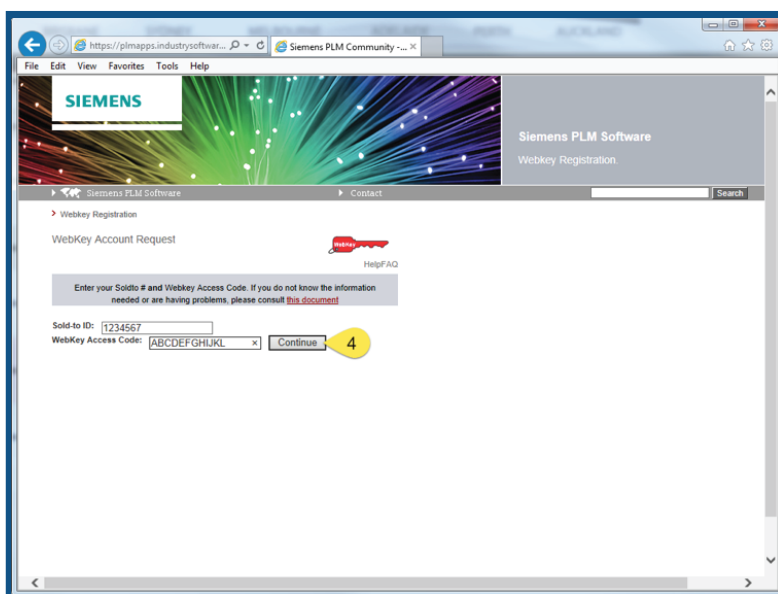 https://plmapps.industrysoftwar...
Siemens PLM Community -...
File Edit View Favorites Tools Help
SIEMENS
Siemens PLM Software
Webkey Registration.
Siemens PLM Software
Contact
Search
Webkey Registration
WebKey Account Request
WebKey
HelpFAQ
Enter your Soldto # and Webkey Access Code. If you do not know the information
needed or are having problems, please consult this document
Sold-to ID: 1234567
WebKey Access Code: ABCDEFGHIJKL × Continue 4